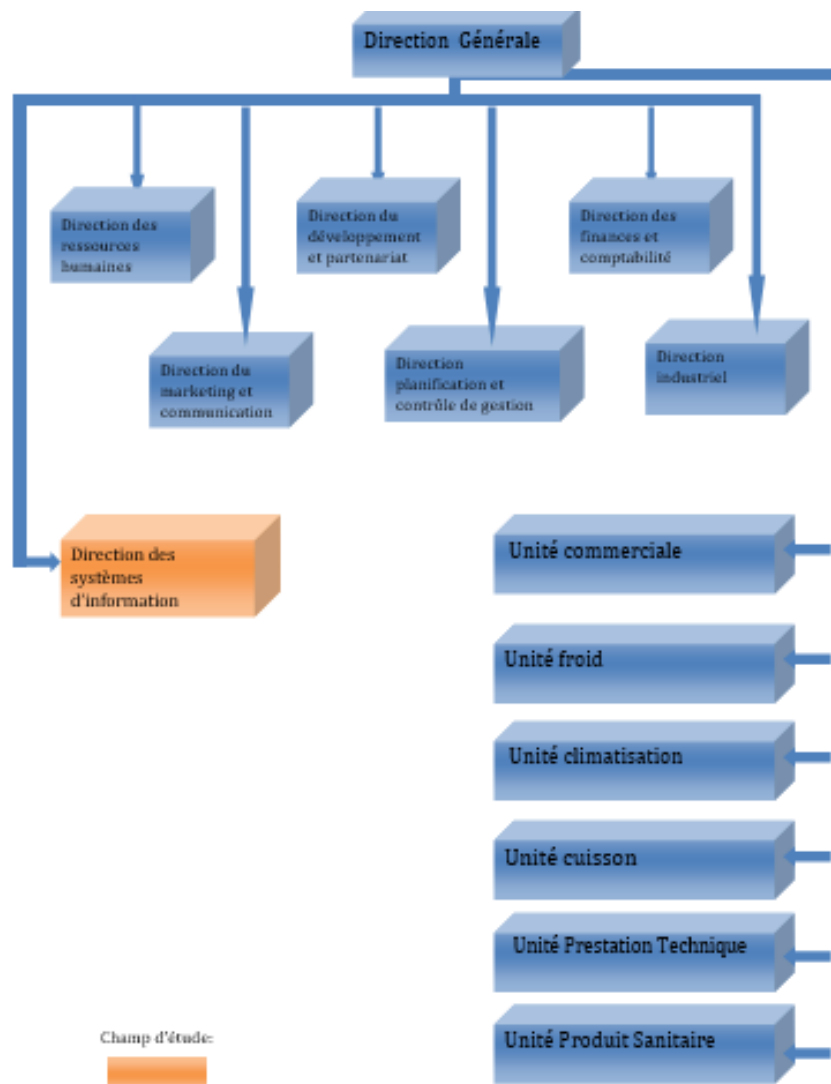 Direction Générale
Direction des
ressources
humaines
Direction du
développement
et partenariat
Direction des
finances et
comptabilité
Direction du
marketing et
communication
Direction
planification et
contrôle de gestion
Direction
industriel
Direction des
systèmes
d'information
Unité commerciale
Unité froid
Unité climatisation
Unité cuisson
Unité Prestation Technique
Unité Produit Sanitaire
Champ d'étude: